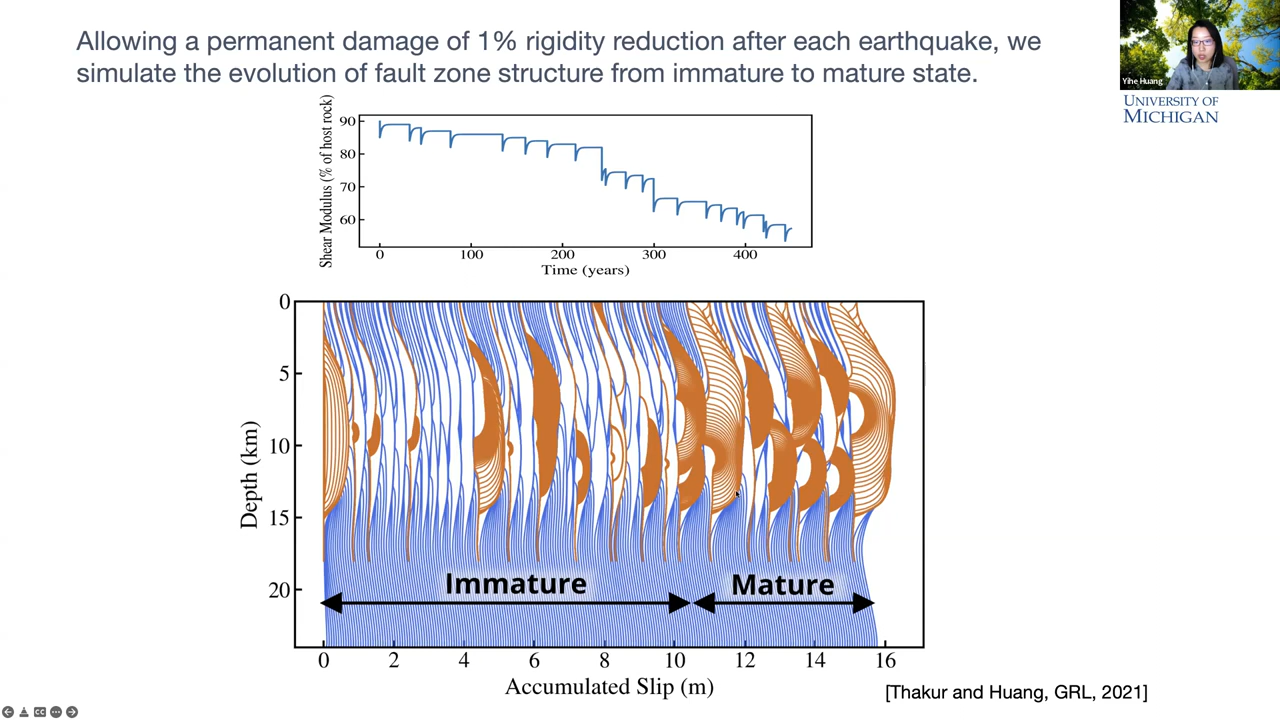 Allowing a permanent damage of 1% rigidity reduction after each earthquake, we
simulate the evolution of fault zone structure from immature to mature state.
Yihe Huang
UNIVERSITY OF
MICHIGAN
Shear Modulus (% of host rock)
90
80
70
60
0 100 200 300 400
Time (years)
Depth (km)
0
5
10
15
20
Immature
Mature
0 2 4 6 8 10 12 14 16
Accumulated Slip (m)
[Thakur and Huang, GRL, 2021]
CC